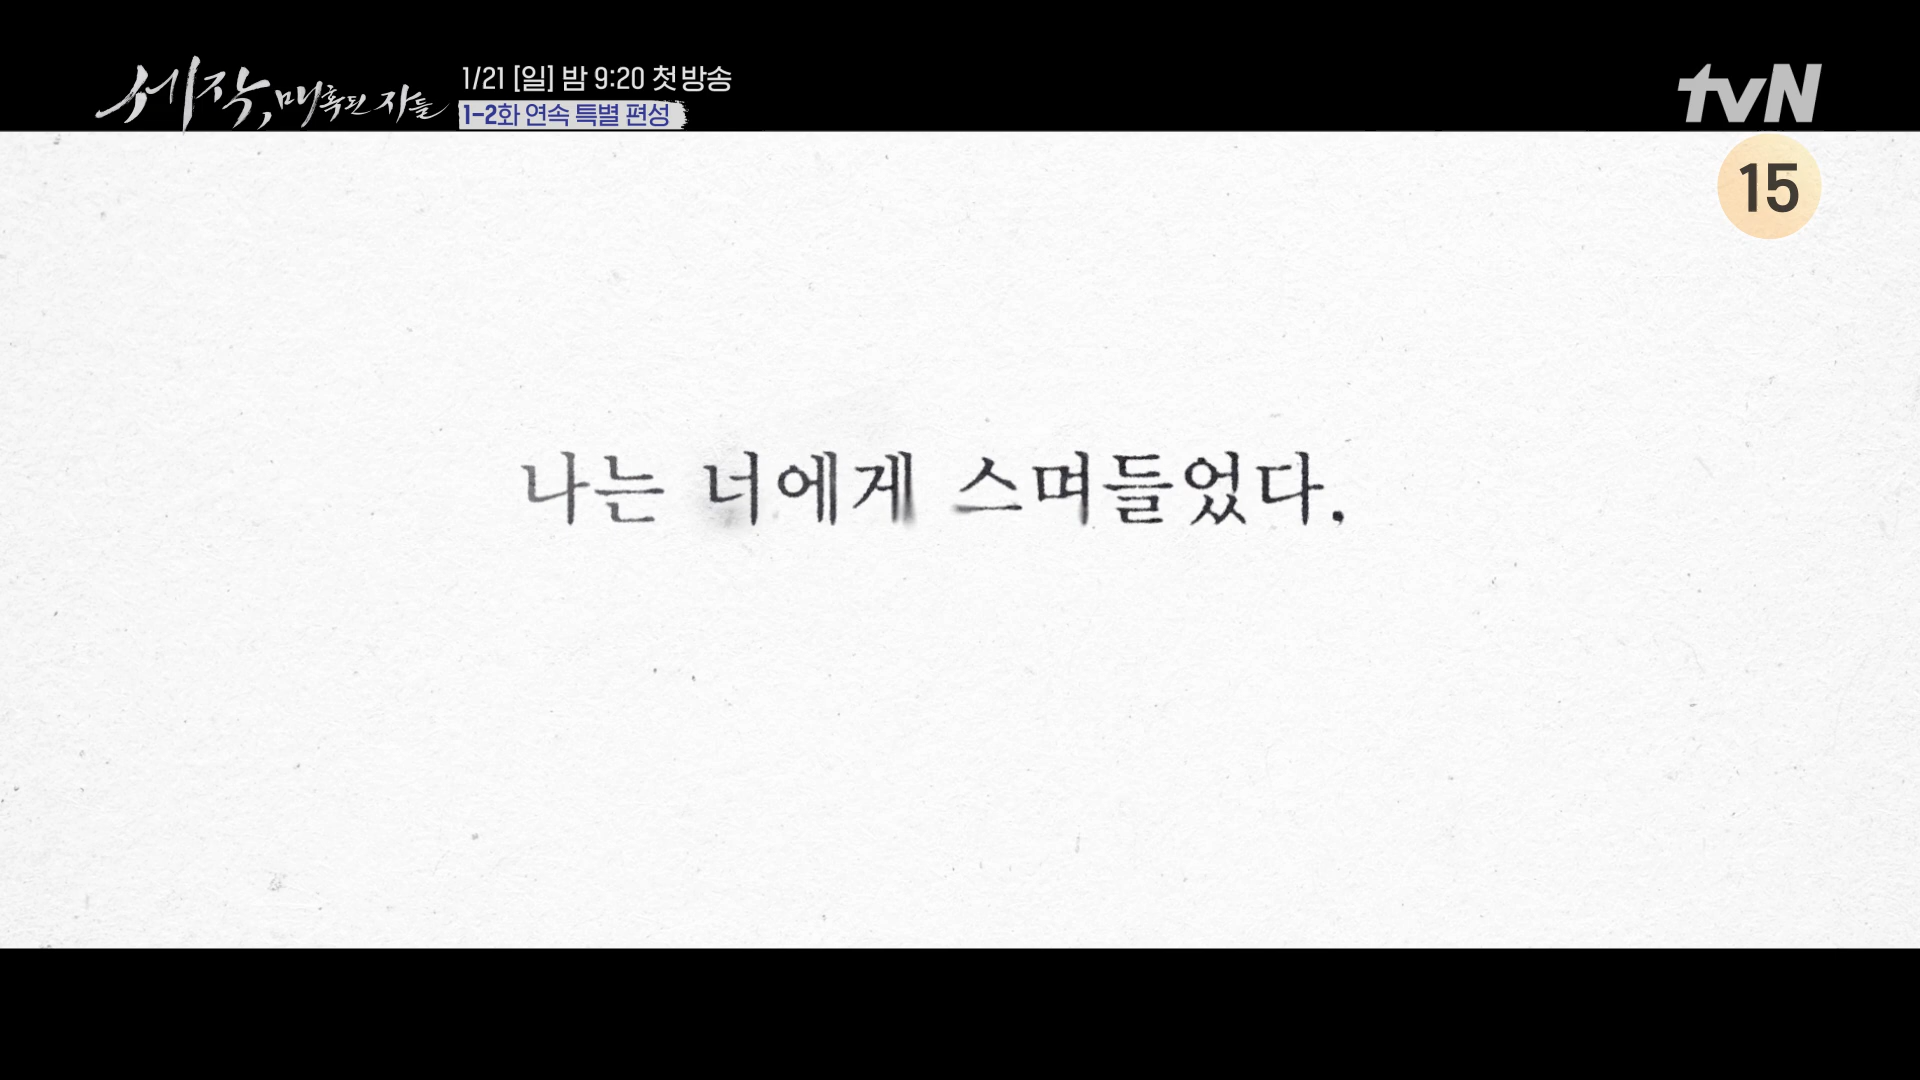 세작, 매혹된 자들
1/21 [일] 밤 9:20 첫방송
1-2화 연속 특별 편성
tvN
15
나는 너에게 스며들었다.